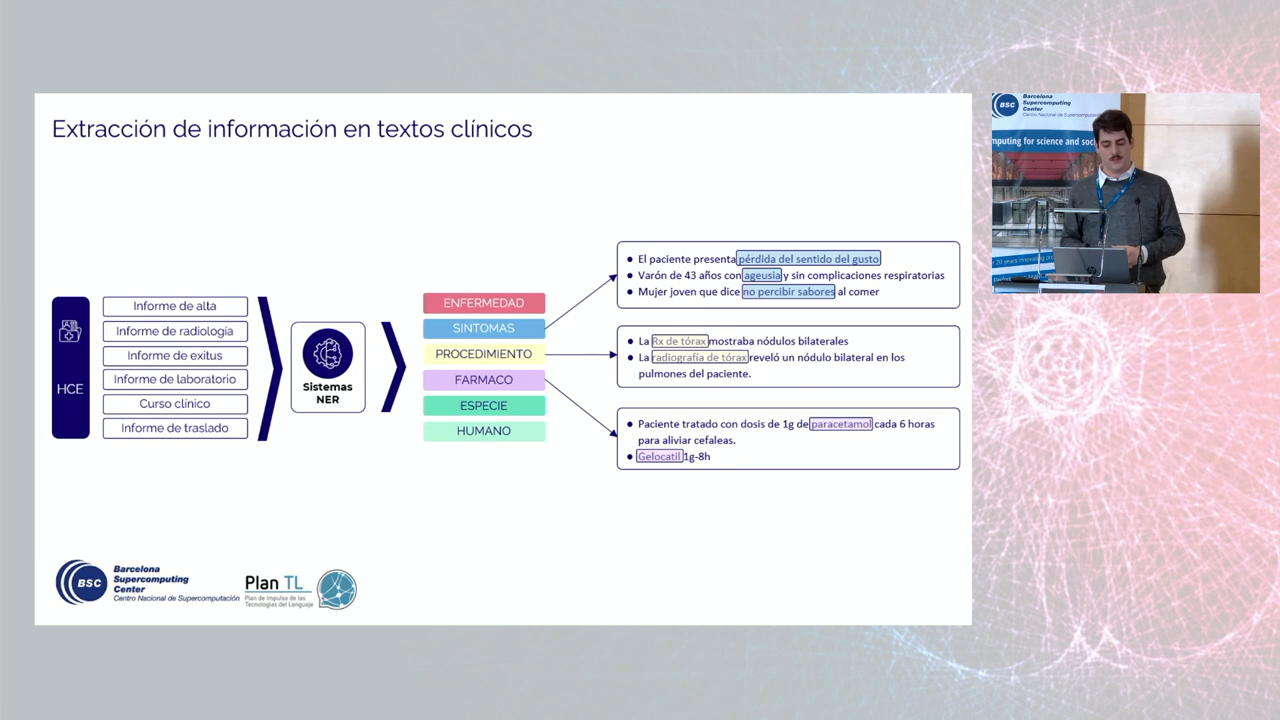 Extracción de información en textos clínicos
HCE
Informe de alta
Informe de radiología
Informe de exitus
Informe de laboratorio
Curso clínico
Informe de traslado
Sistemas
NER
ENFERMEDAD
SINTOMAS
PROCEDIMIENTO
FARMACO
ESPECIE
HUMANO
● El paciente presenta pérdida del sentido del gusto
● Varón de 43 años con ageusia y sin complicaciones respiratorias
● Mujer joven que dice no percibir sabores al comer
● La Rx de tórax mostraba nódulos bilaterales
● La radiografía de tórax reveló un nódulo bilateral en los
pulmones del paciente.
● Paciente tratado con dosis de 1g de paracetamol cada 6 horas
para aliviar cefaleas.
● Gelocatil 1g-8h
BSC
Barcelona
Supercomputing
Center
Centro Nacional de Supercomputación
Plan TL
Plan de Impulso de las
Tecnologías del Lenguaje
BSC
Barcelona
Supercomputing
Center
Centro Nacional de Supercomputación
mputing for science and soci
20 years innovating